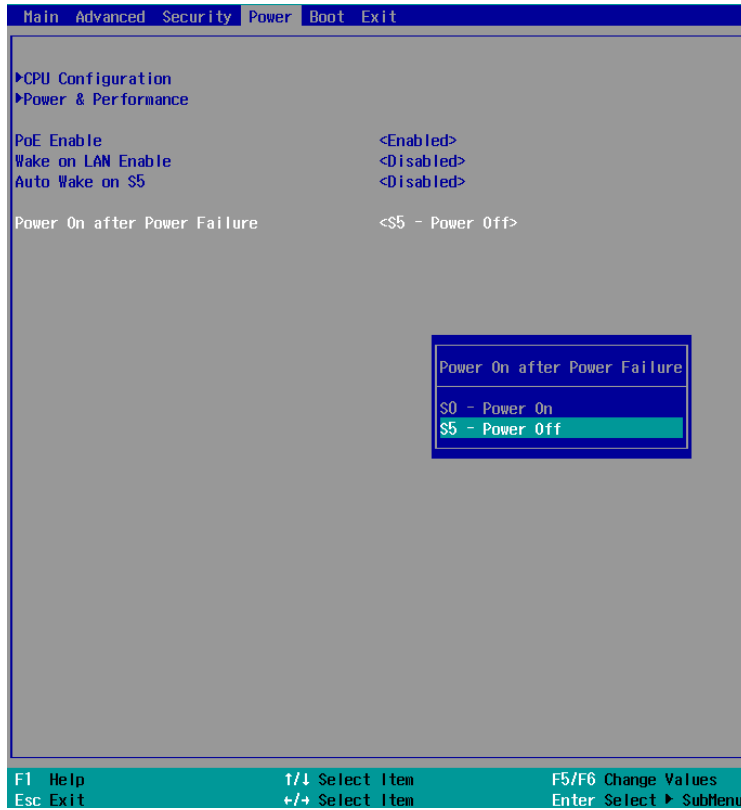 Main Advanced Security Power Boot Exit
▶CPU Configuration
▶Power & Performance
PoE Enable <Enabled>
Wake on LAN Enable <Disabled>
Auto Wake on S5 <Disabled>
Power On after Power Failure <S5 - Power Off>
Power On after Power Failure
S0 - Power On
S5 - Power Off
F1 Help ↑/↓ Select Item F5/F6 Change Values
Esc Exit ←/→ Select Item Enter Select ▶ SubMenu